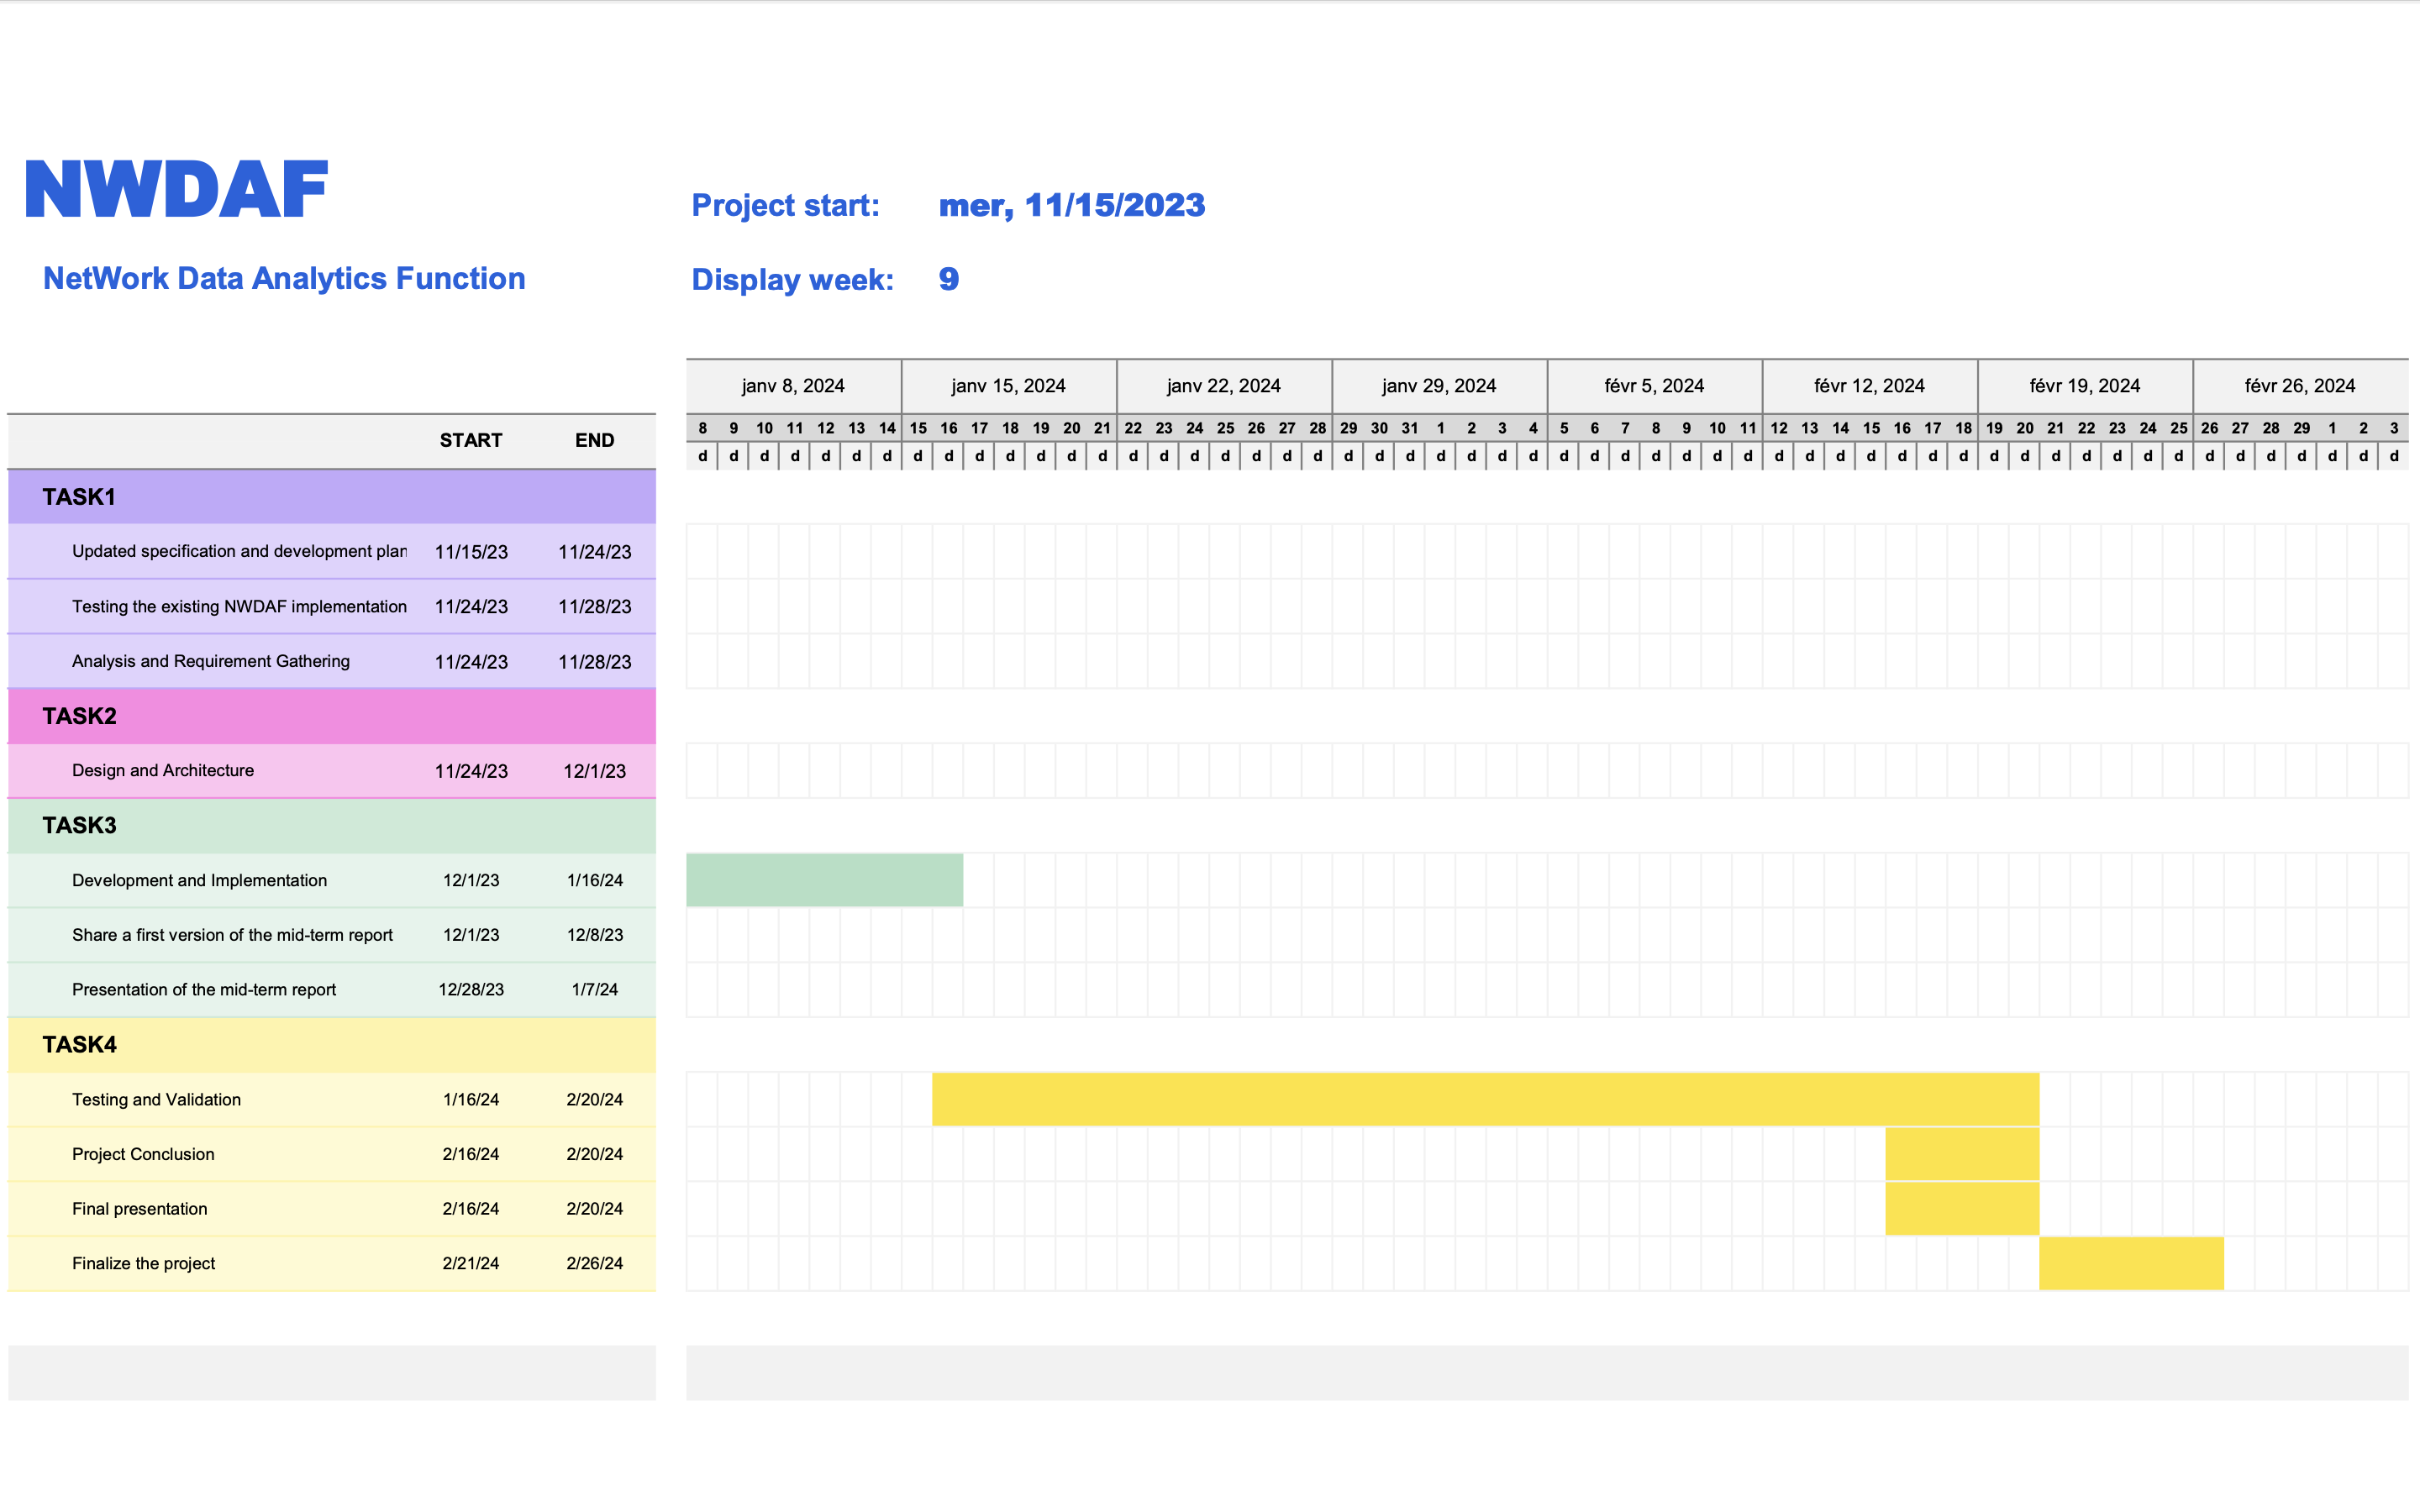 NWDAF
Project start: mer, 11/15/2023
NetWork Data Analytics Function
Display week: 9
janv 8, 2024 janv 15, 2024 janv 22, 2024 janv 29, 2024 févr 5, 2024 févr 12, 2024 févr 19, 2024 févr 26, 2024
START END
8 9 10 11 12 13 14 15 16 17 18 19 20 21 22 23 24 25 26 27 28 29 30 31 1 2 3 4 5 6 7 8 9 10 11 12 13 14 15 16 17 18 19 20 21 22 23 24 25 26 27 28 29 1 2 3
d d d d d d d d d d d d d d d d d d d d d d d d d d d d d d d d d d d d d d d d d d d d d d d d d d d d d d d d
TASK1
Updated specification and development plan 11/15/23 11/24/23
Testing the existing NWDAF implementation 11/24/23 11/28/23
Analysis and Requirement Gathering 11/24/23 11/28/23
TASK2
Design and Architecture 11/24/23 12/1/23
TASK3
Development and Implementation 12/1/23 1/16/24
Share a first version of the mid-term report 12/1/23 12/8/23
Presentation of the mid-term report 12/28/23 1/7/24
TASK4
Testing and Validation 1/16/24 2/20/24
Project Conclusion 2/16/24 2/20/24
Final presentation 2/16/24 2/20/24
Finalize the project 2/21/24 2/26/24